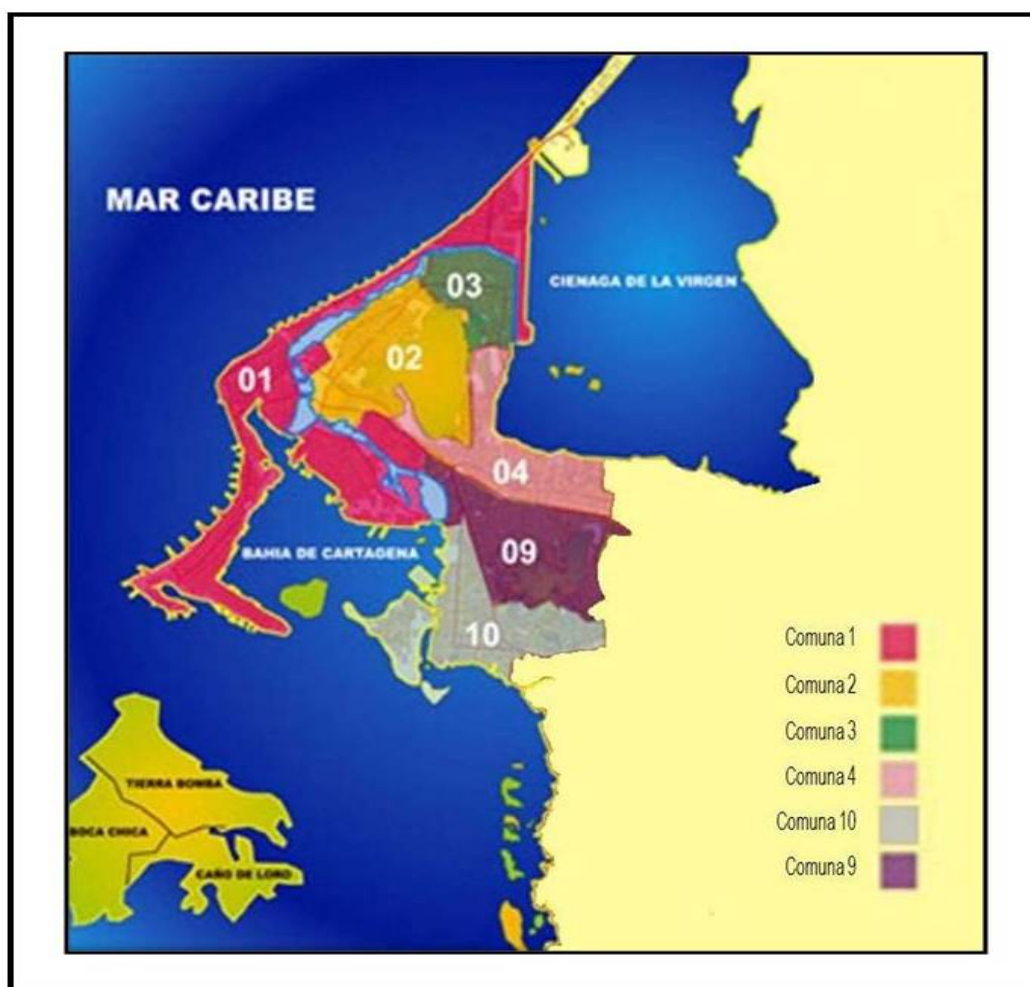 MAR CARIBE
CIENAGA DE LA VIRGEN
03
02
01
04
09
BAHIA DE CARTAGENA
10
Comuna 1
Comuna 2
Comuna 3
Comuna 4
Comuna 10
Comuna 9
TIERRA BOMBA
BOCA CHICA
CAÑO DE LORO